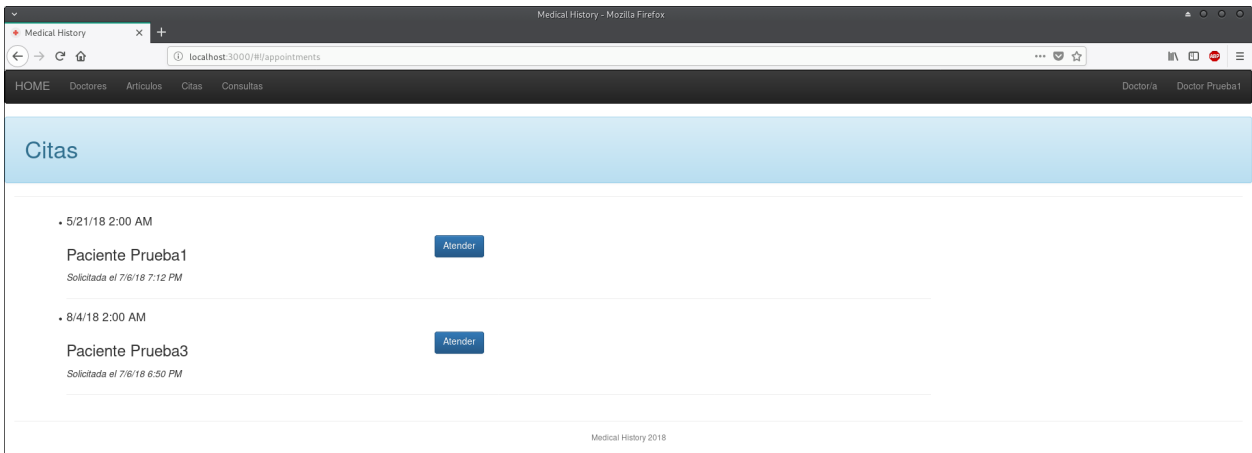 Medical History - Mozilla Firefox
Medical History
localhost:3000/#!/appointments
ABP
HOME Doctores Artículos Citas Consultas Doctor/a Doctor Prueba1
Citas
5/21/18 2:00 AM
Paciente Prueba1
Atender
Solicitada el 7/6/18 7:12 PM
8/4/18 2:00 AM
Paciente Prueba3
Atender
Solicitada el 7/6/18 6:50 PM
Medical History 2018